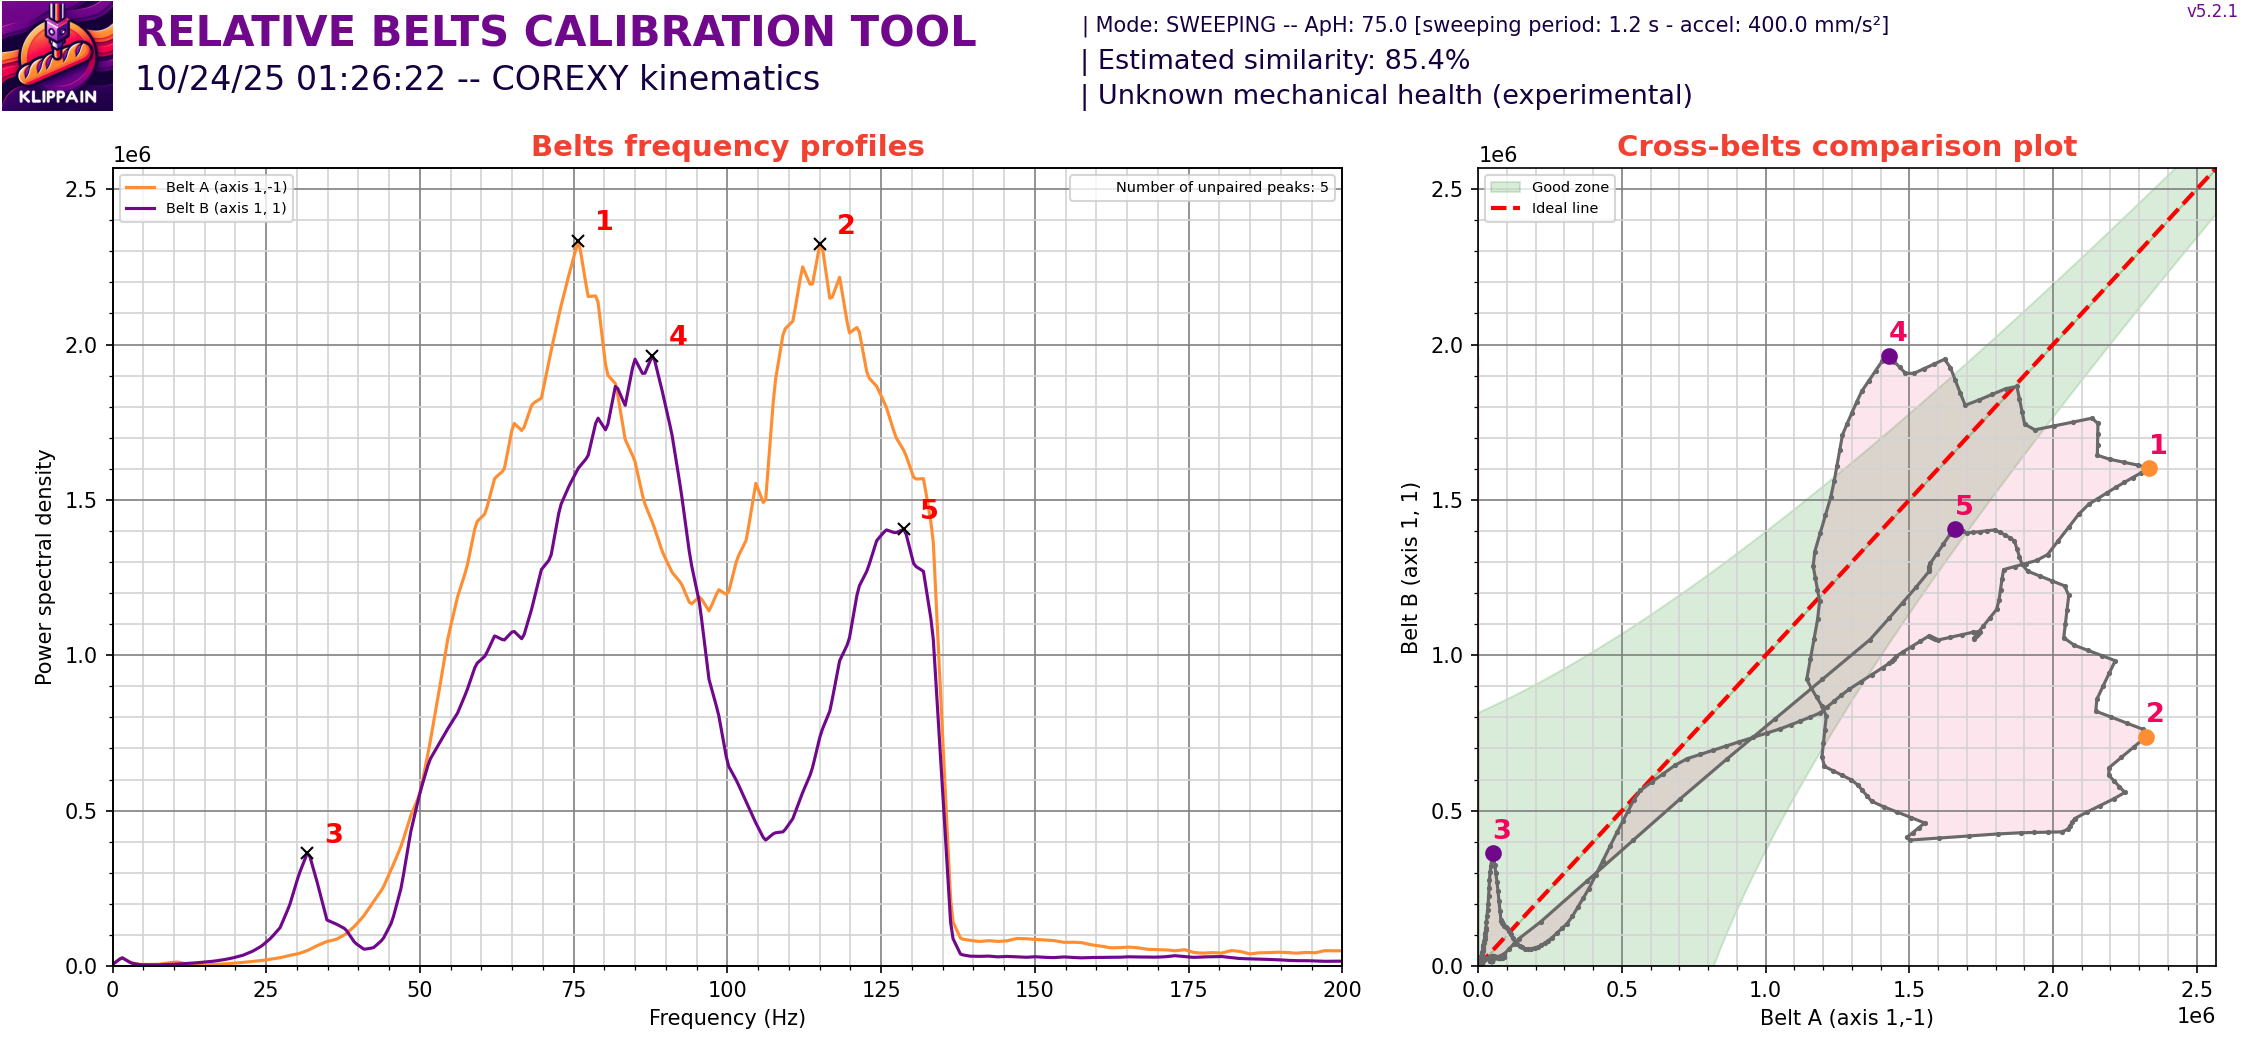 KLIPPAIN
RELATIVE BELTS CALIBRATION TOOL
10/24/25 01:26:22 -- COREXY kinematics
| Mode: SWEEPING -- ApH: 75.0 [sweeping period: 1.2 s - accel: 400.0 mm/s²]
| Estimated similarity: 85.4%
| Unknown mechanical health (experimental)
v5.2.1
Belts frequency profiles
1e6
Belt A (axis 1,-1)
Belt B (axis 1, 1)
Number of unpaired peaks: 5
1
2
3
4
5
Power spectral density
2.5
2.0
1.5
1.0
0.5
0.0
0 25 50 75 100 125 150 175 200
Frequency (Hz)
Cross-belts comparison plot
1e6
Good zone
Ideal line
4
1
5
2
3
Belt B (axis 1, 1)
2.5
2.0
1.5
1.0
0.5
0.0
0.0 0.5 1.0 1.5 2.0 2.5
Belt A (axis 1,-1)
1e6